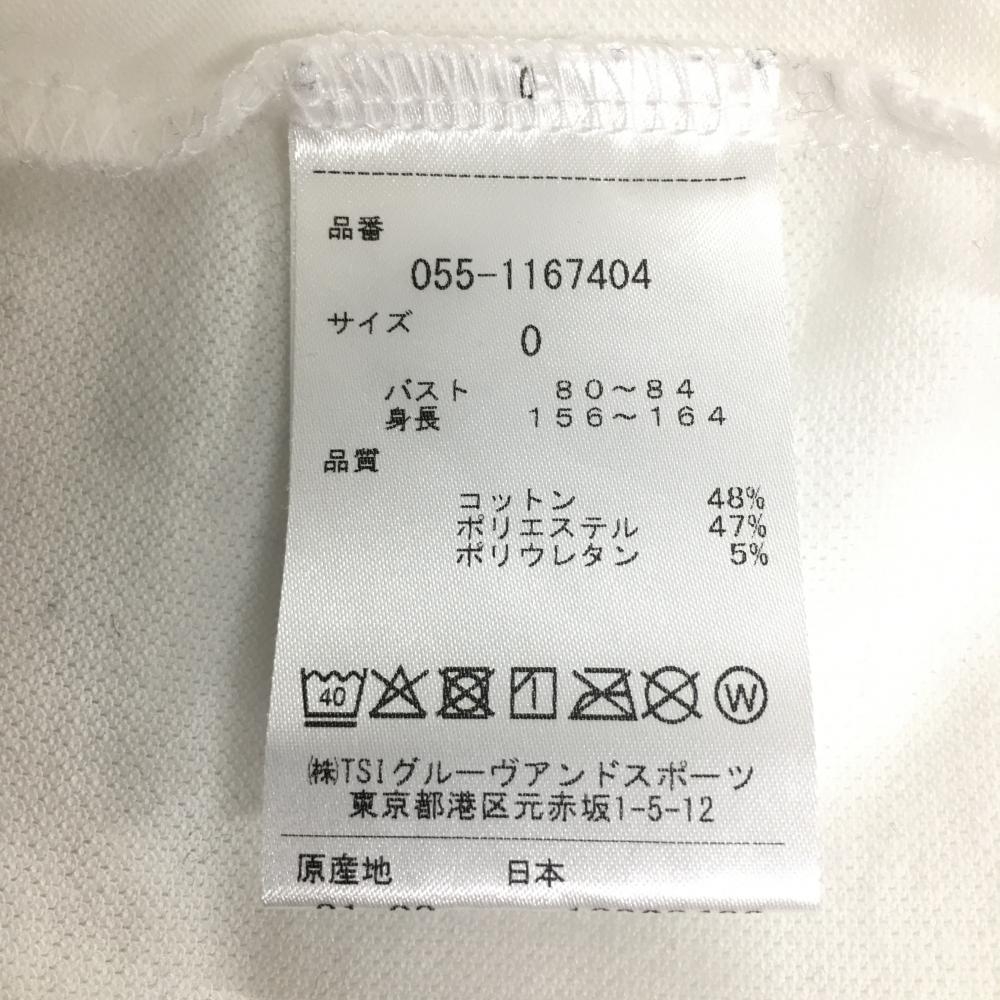 0
品番
055-1167404
サイズ
0
バスト 80～84
身長 156～164
品質
コットン 48%
ポリエステル 47%
ポリウレタン 5%
40 1 W
㈱TSIグルーヴアンドスポーツ
東京都港区元赤坂1-5-12
原産地 日本